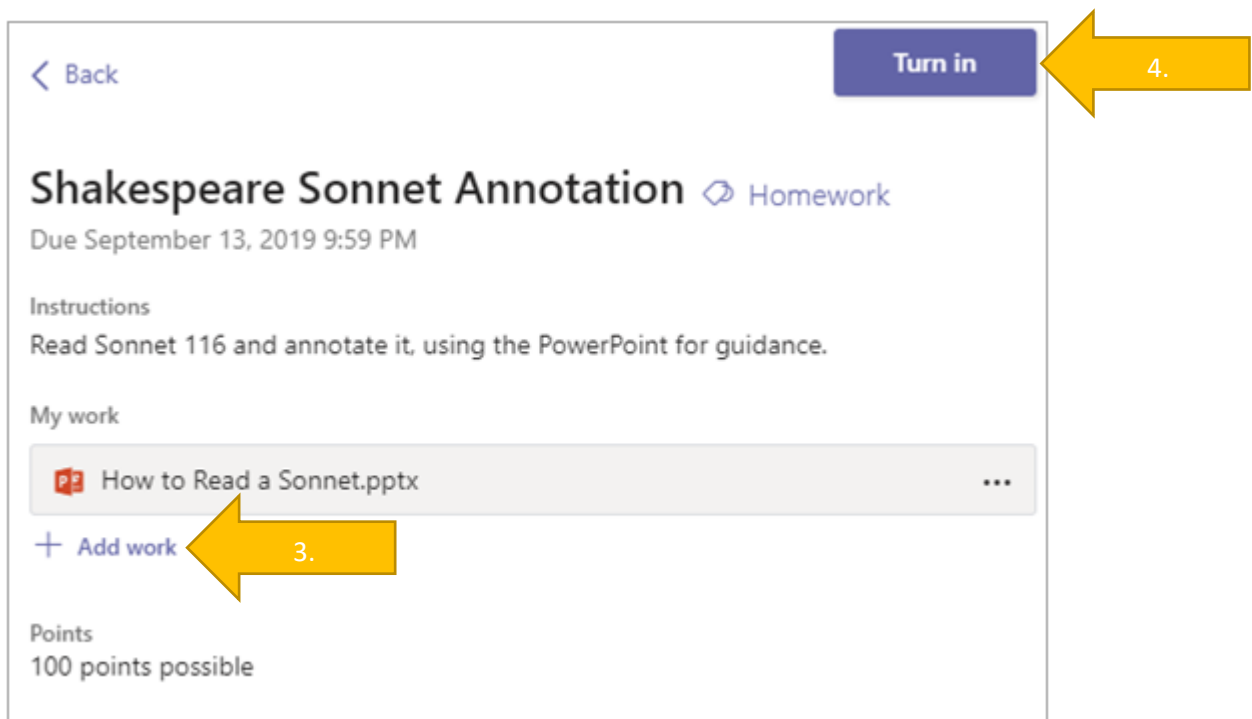 Back
Turn in
4.
Shakespeare Sonnet Annotation Homework
Due September 13, 2019 9:59 PM
Instructions
Read Sonnet 116 and annotate it, using the PowerPoint for guidance.
My work
How to Read a Sonnet.pptx
+ Add work
3.
Points
100 points possible